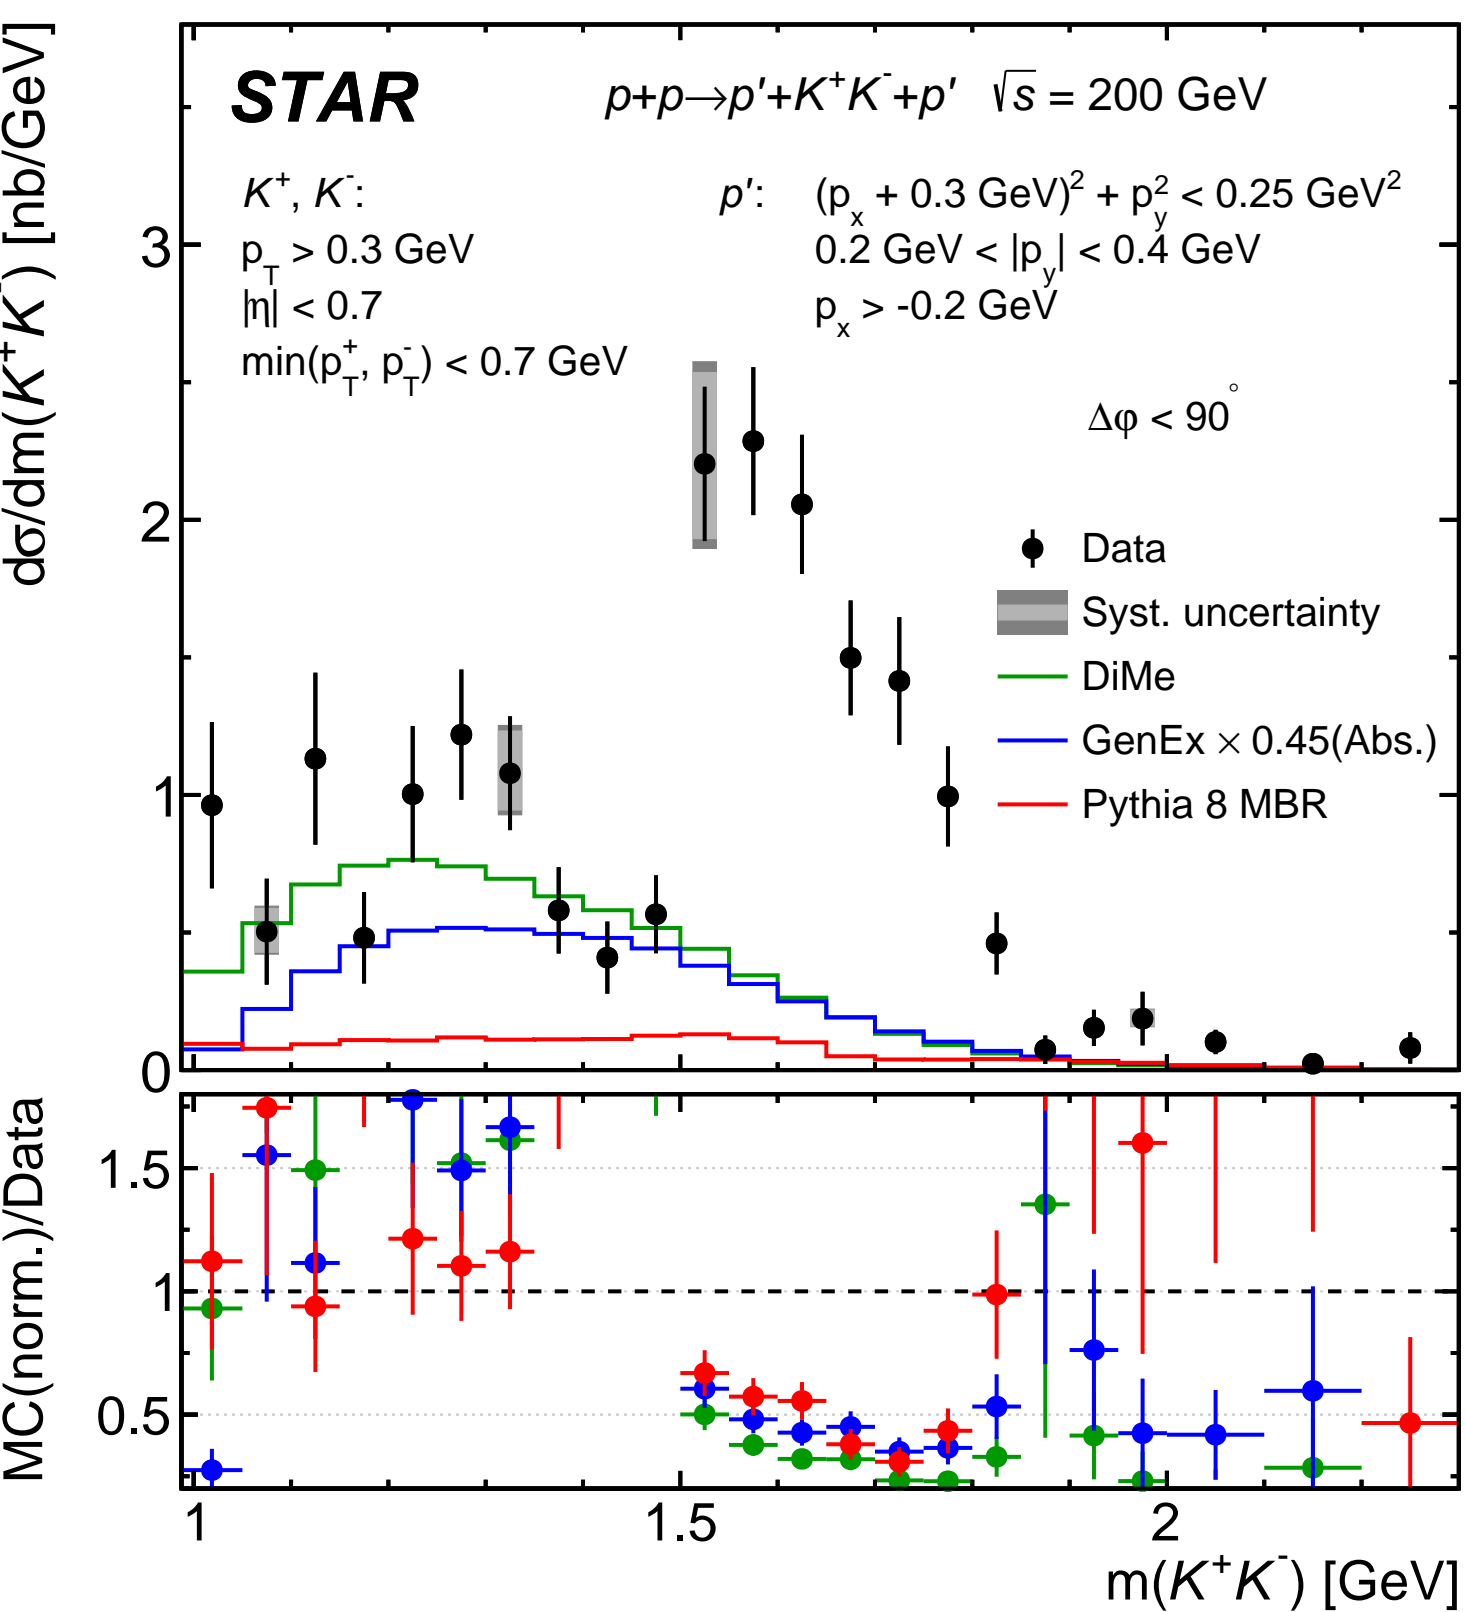 STAR
p+p→p′+K⁺K⁻+p′ √s = 200 GeV
K⁺, K⁻:
p_T > 0.3 GeV
|η| < 0.7
min(p_T⁺, p_T⁻) < 0.7 GeV
p′: (p_x + 0.3 GeV)² + p_y² < 0.25 GeV²
0.2 GeV < |p_y| < 0.4 GeV
p_x > -0.2 GeV
Δφ < 90°
Data
Syst. uncertainty
DiMe
GenEx × 0.45(Abs.)
Pythia 8 MBR
dσ/dm(K⁺K⁻) [nb/GeV]
3
2
1
0
MC(norm.)/Data
1.5
1
0.5
1 1.5 2
m(K⁺K⁻) [GeV]